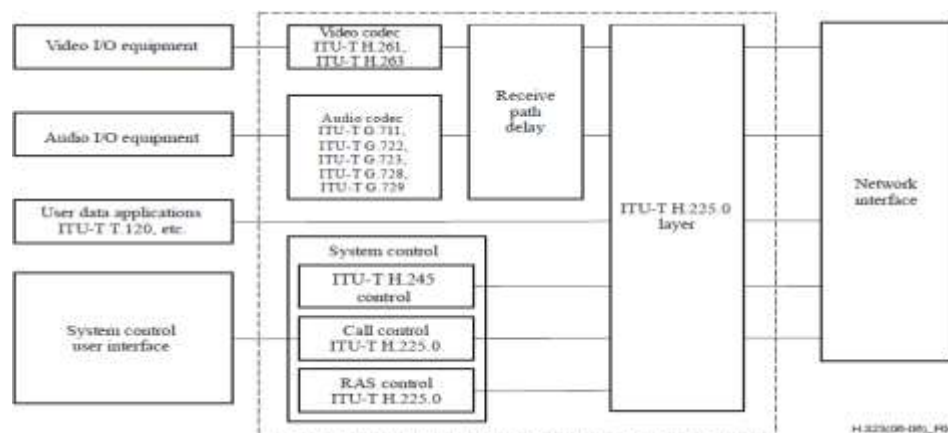 Video I/O equipment
Video codec
ITU-T H.261,
ITU-T H.263
Receive
path
delay
Audio I/O equipment
Audio codec
ITU-T G.711,
ITU-T G.722,
ITU-T G.723,
ITU-T G.728,
ITU-T G.729
User data applications
ITU-T T.120, etc.
ITU-T H.225.0
layer
Network
interface
System control
user interface
System control
ITU-T H.245
control
Call control
ITU-T H.225.0
RAS control
ITU-T H.225.0